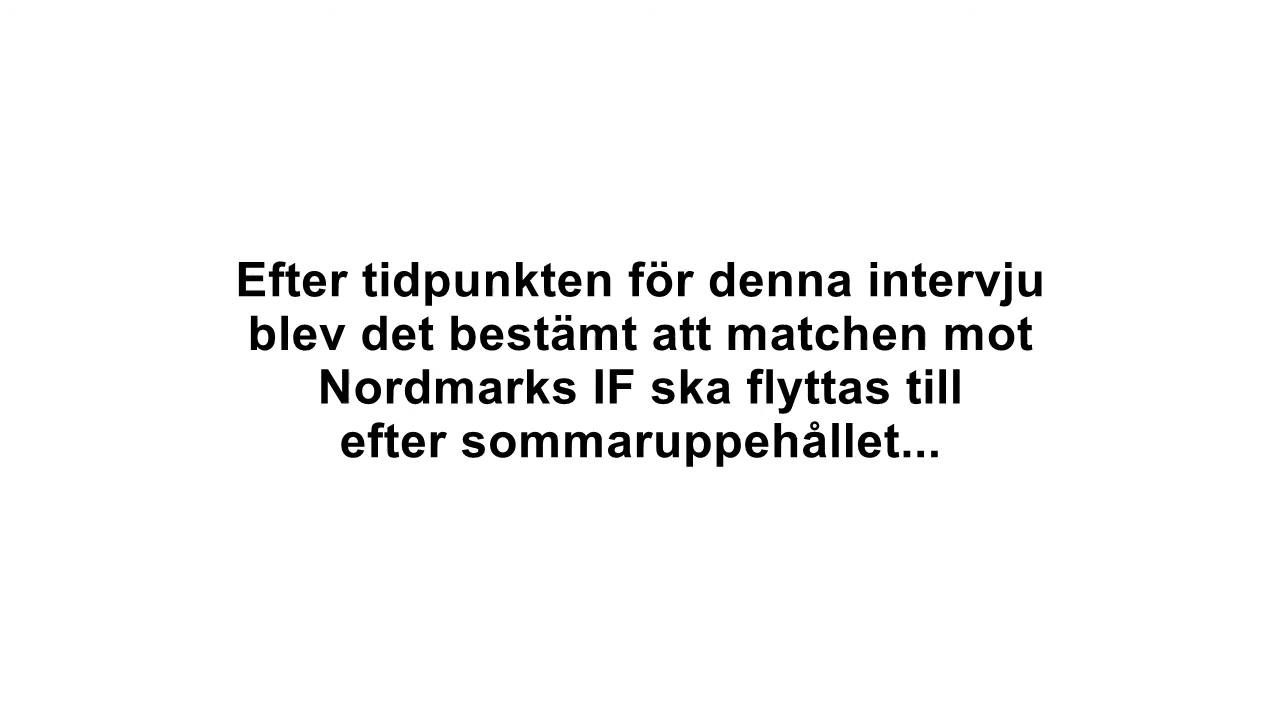 Efter tidpunkten för denna intervju
blev det bestämt att matchen mot
Nordmarks IF ska flyttas till
efter sommaruppehållet...